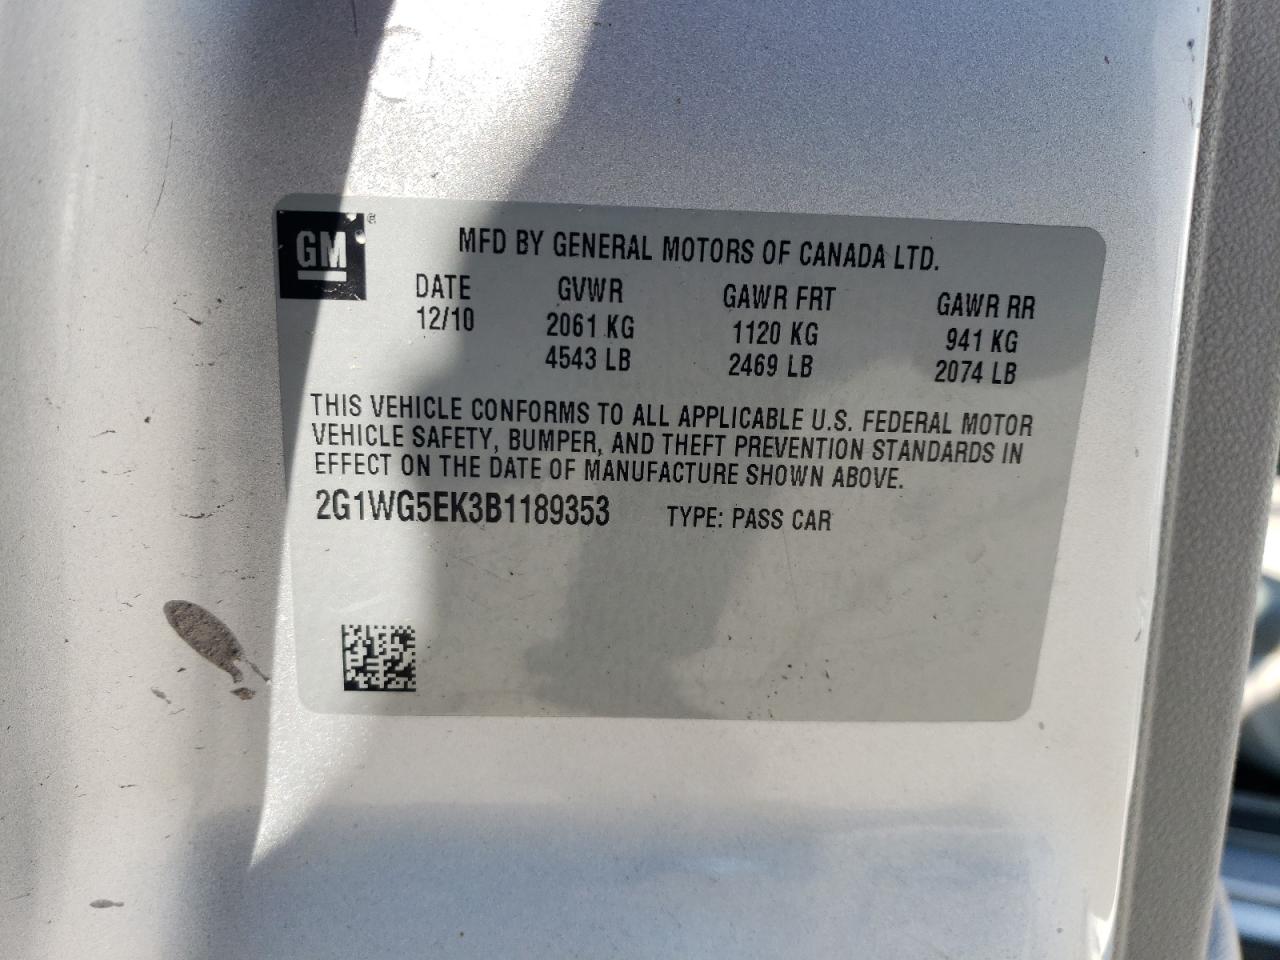 GM ®
MFD BY GENERAL MOTORS OF CANADA LTD.
DATE GVWR GAWR FRT GAWR RR
12/10 2061 KG 1120 KG 941 KG
4543 LB 2469 LB 2074 LB
THIS VEHICLE CONFORMS TO ALL APPLICABLE U.S. FEDERAL MOTOR
VEHICLE SAFETY, BUMPER, AND THEFT PREVENTION STANDARDS IN
EFFECT ON THE DATE OF MANUFACTURE SHOWN ABOVE.
2G1WG5EK3B1189353 TYPE: PASS CAR